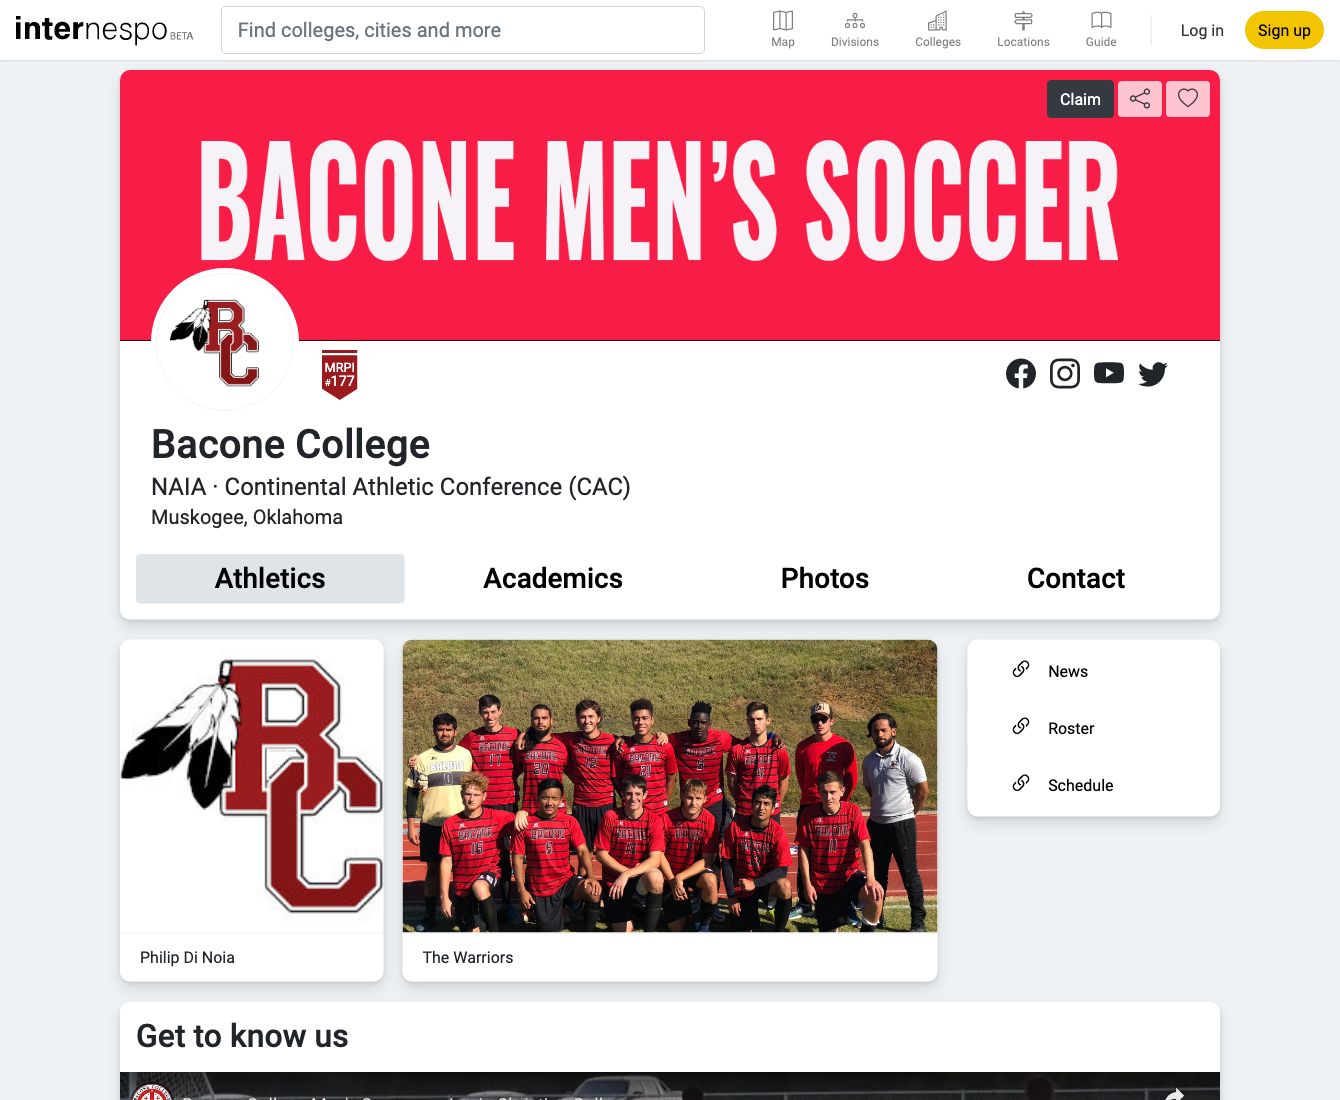 internespo BETA
Find colleges, cities and more
Map
Divisions
Colleges
Locations
Guide
Log in
Sign up
Claim
BACONE MEN'S SOCCER
BC
MRPI
#177
Bacone College
NAIA · Continental Athletic Conference (CAC)
Muskogee, Oklahoma
Athletics
Academics
Photos
Contact
BC
Philip Di Noia
The Warriors
News
Roster
Schedule
Get to know us